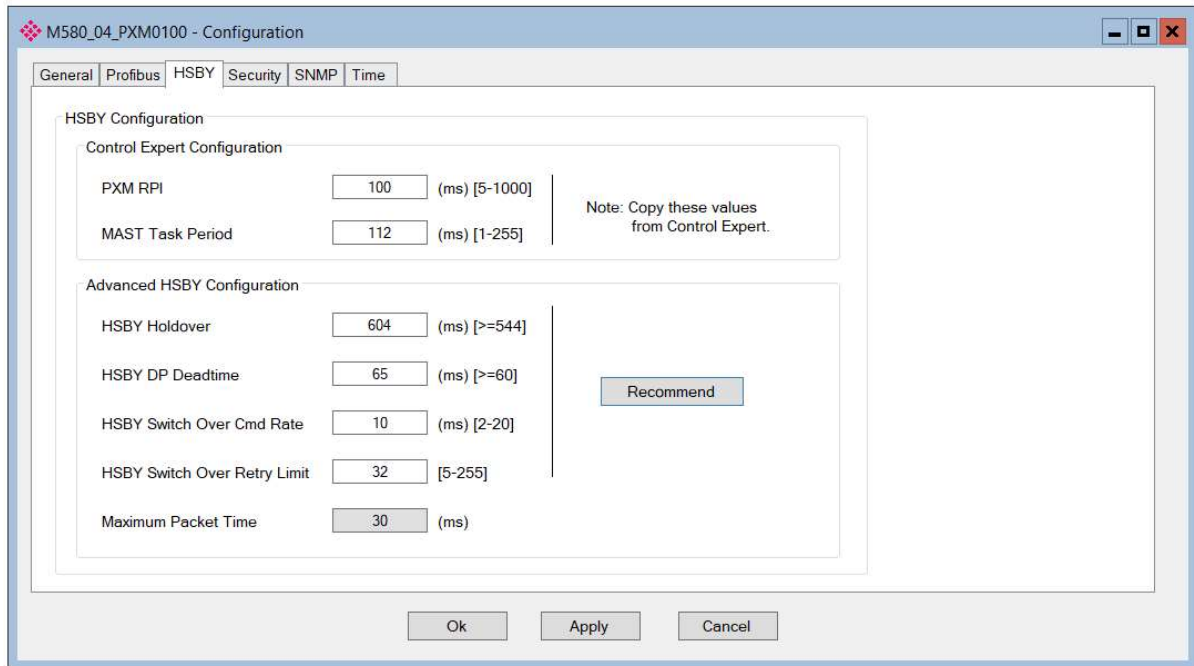 M580_04_PXM0100 - Configuration
General Profibus HSBY Security SNMP Time
HSBY Configuration
Control Expert Configuration
PXM RPI 100 (ms) [5-1000]
Note: Copy these values
MAST Task Period 112 (ms) [1-255]
from Control Expert.
Advanced HSBY Configuration
HSBY Holdover 604 (ms) [>=544]
HSBY DP Deadtime 65 (ms) [>=60]
Recommend
HSBY Switch Over Cmd Rate 10 (ms) [2-20]
HSBY Switch Over Retry Limit 32 [5-255]
Maximum Packet Time 30 (ms)
Ok Apply Cancel